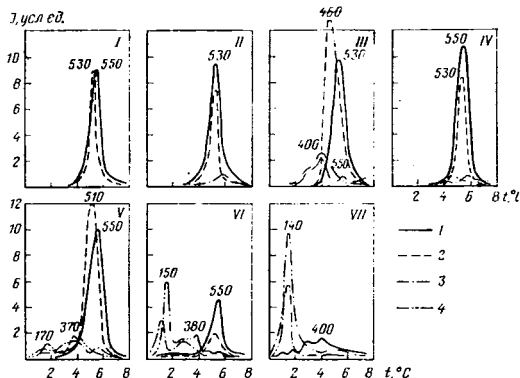 J, усл ед.
I II III IV
10 8 6 4 2
530 550
530
460 530 400 550
550 530
8 t,°C
2 4 6 8 t,°C
V VI VII
12 10 8 6 4 2
510 550 370 170
150 380 550
140 400
1
2
3
4
0 2 4 6 8 2 4 6 8 2 4 6 8 t,°C